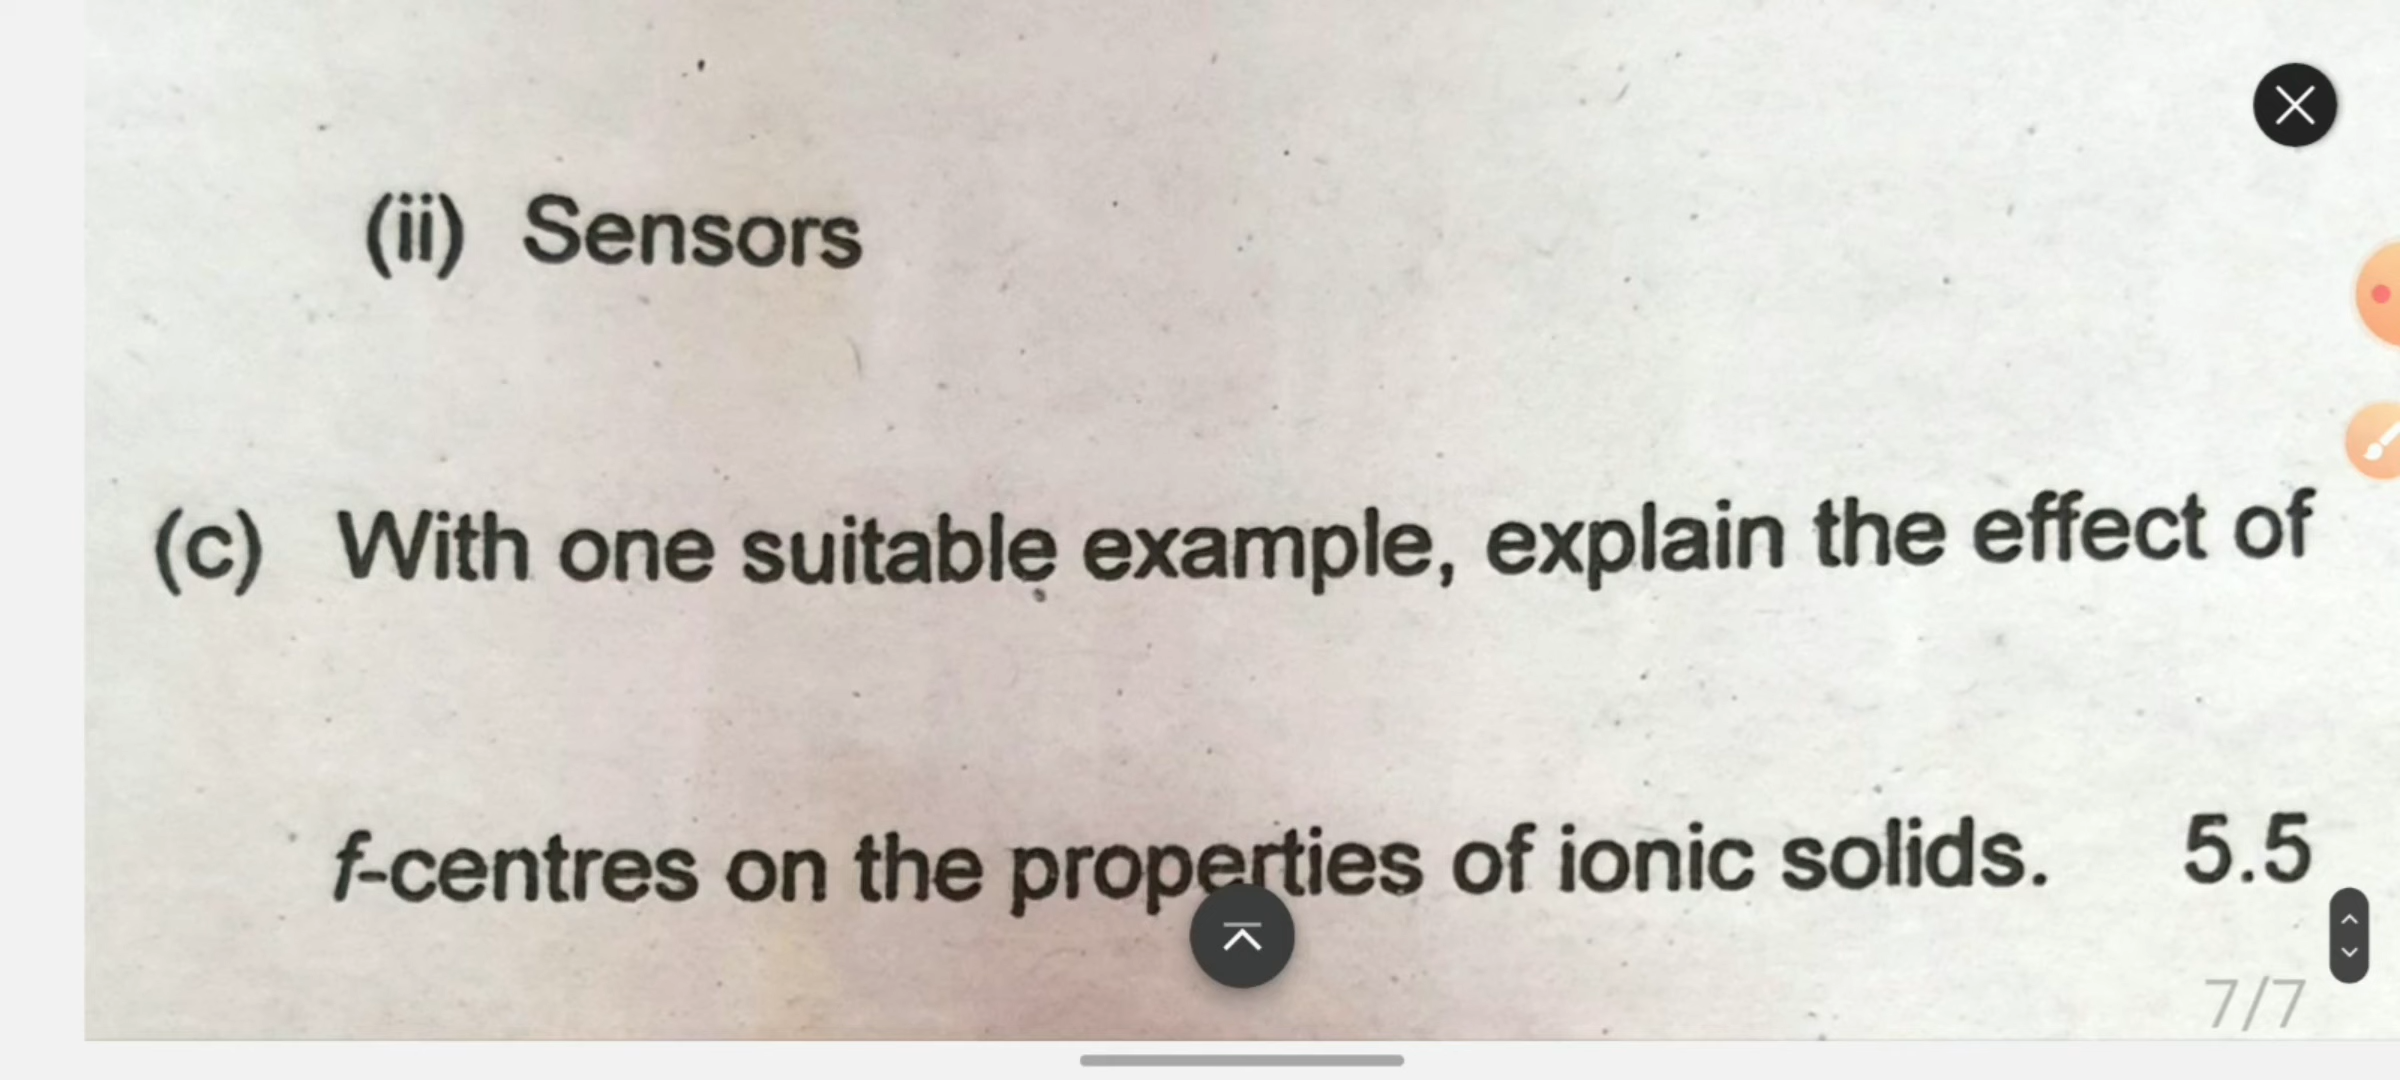 (ii) Sensors
(c) With one suitable example, explain the effect of
f-centres on the properties of ionic solids. 5.5
7/7